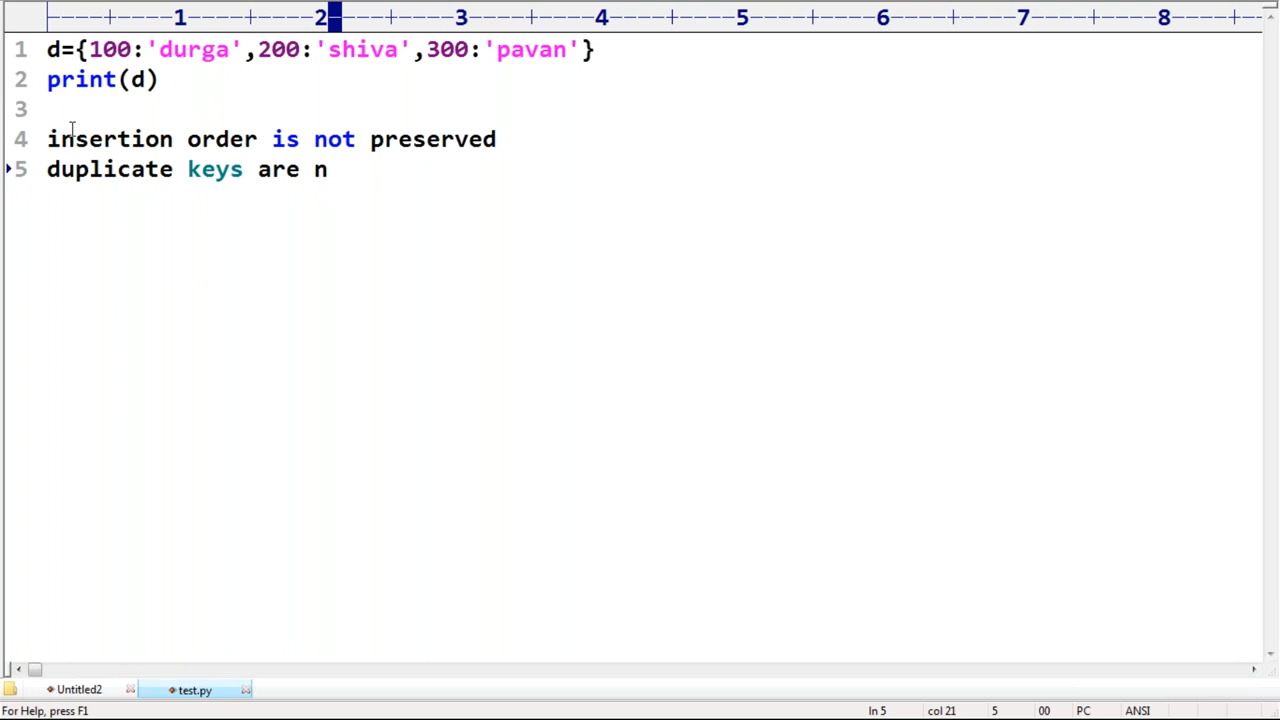 1 2 3 4 5 6 7 8
1 d={100:'durga',200:'shiva',300:'pavan'}
2 print(d)
3
4 insertion order is not preserved
5 duplicate keys are n
Untitled2 test.py
For Help, press F1 ln 5 col 21 5 00 PC ANSI